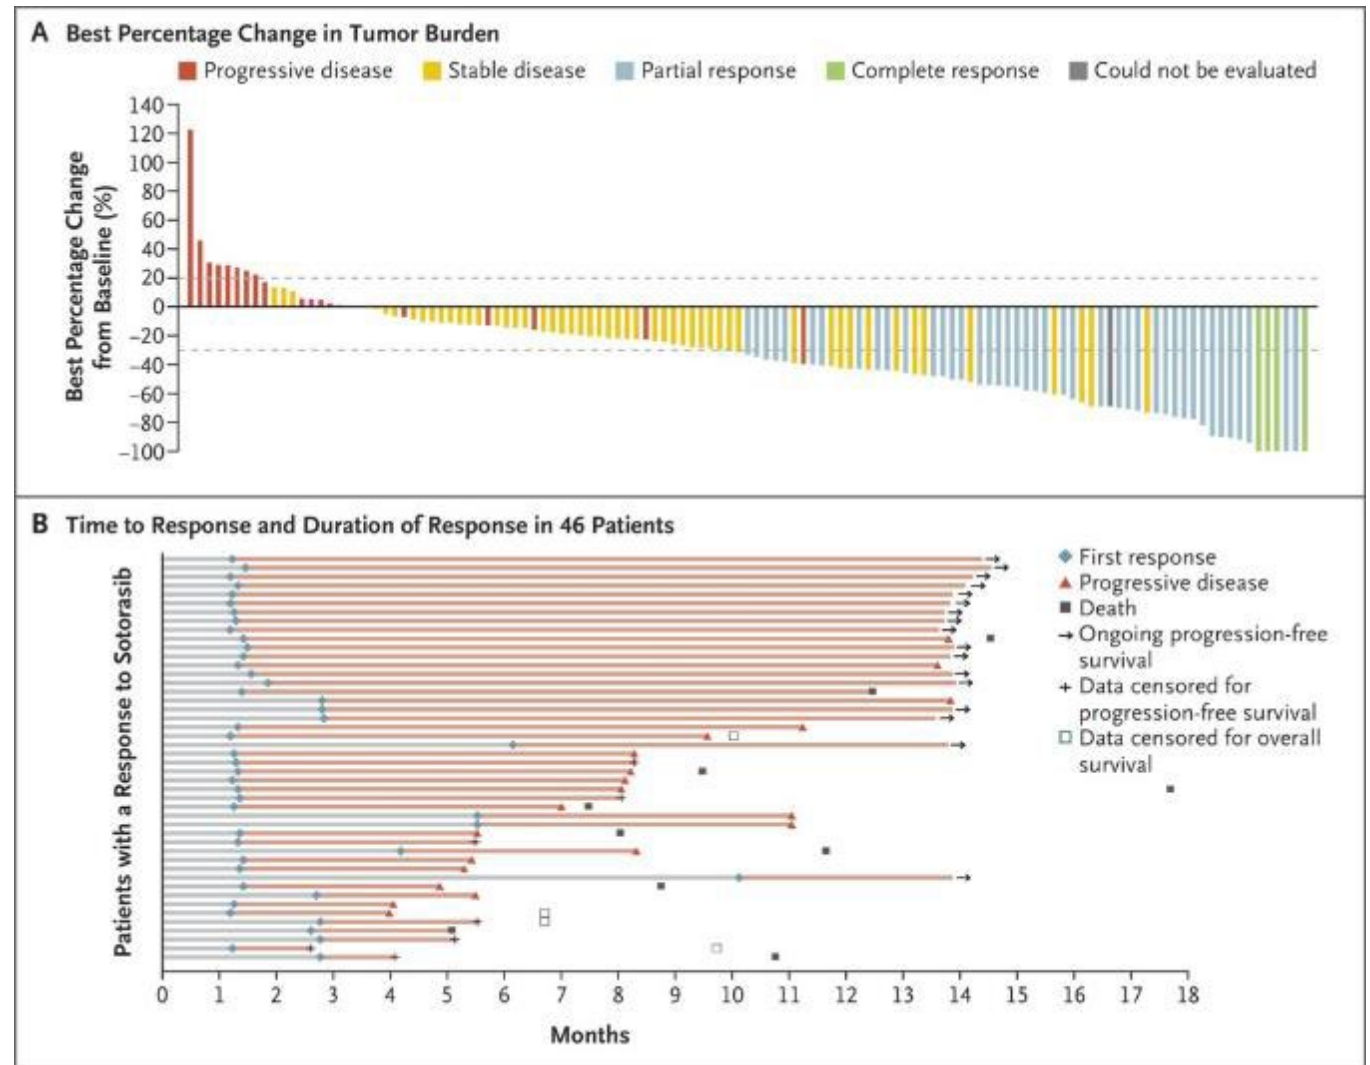 A Best Percentage Change in Tumor Burden
Progressive disease Stable disease Partial response Complete response Could not be evaluated
Best Percentage Change
from Baseline (%)
140
120
100
80
60
40
20
0
−20
−40
−60
−80
−100
B Time to Response and Duration of Response in 46 Patients
Patients with a Response to Sotorasib
First response
Progressive disease
Death
Ongoing progression-free
survival
Data censored for
progression-free survival
Data censored for overall
survival
0 1 2 3 4 5 6 7 8 9 10 11 12 13 14 15 16 17 18
Months